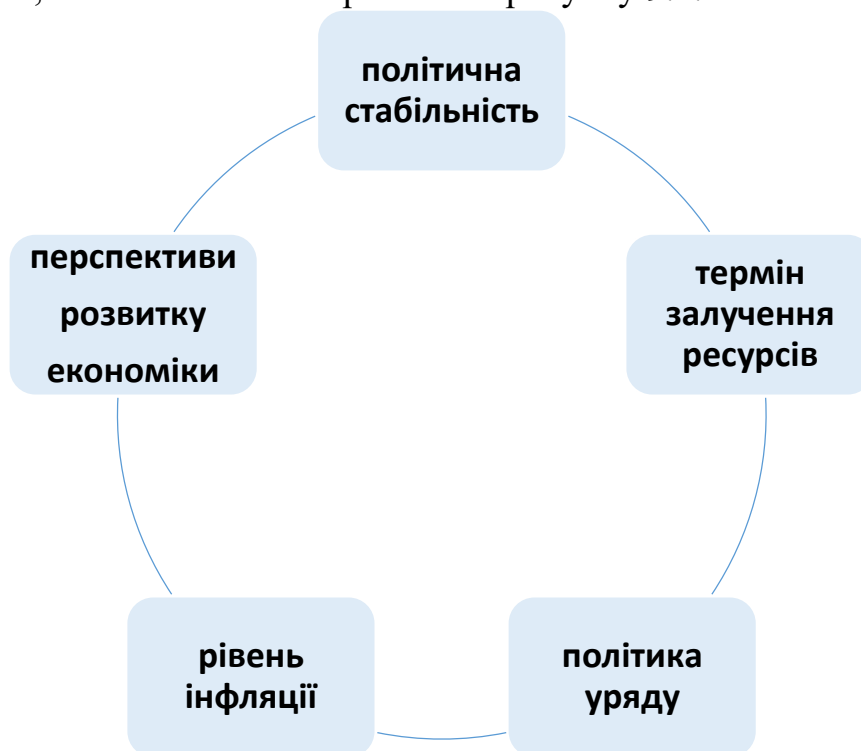 політична
стабільність
термін
залучення
ресурсів
політика
уряду
рівень
інфляції
перспективи
розвитку
економіки